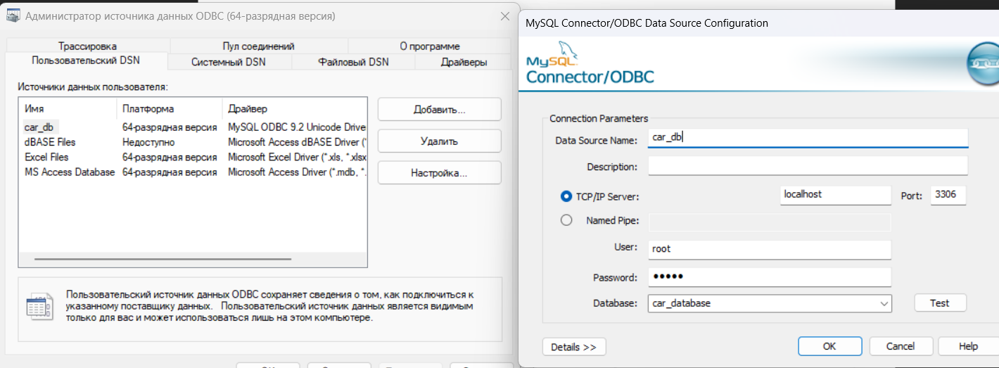 Администратор источника данных ODBC (64-разрядная версия)
Трассировка
Пул соединений
О программе
Пользовательский DSN
Системный DSN
Файловый DSN
Драйверы
Источники данных пользователя:
Имя Платформа Драйвер
car_db 64-разрядная версия MySQL ODBC 9.2 Unicode Drive
dBASE Files Недоступно Microsoft Access dBASE Driver (*
Excel Files 64-разрядная версия Microsoft Excel Driver (*.xls, *.xlsx
MS Access Database 64-разрядная версия Microsoft Access Driver (*.mdb, *.
Добавить...
Удалить
Настройка...
Пользовательский источник данных ODBC сохраняет сведения о том, как подключиться к
указанному поставщику данных. Пользовательский источник данных является видимым
только для вас и может использоваться лишь на этом компьютере.
MySQL Connector/ODBC Data Source Configuration
MySQL
Connector/ODBC
Connection Parameters
Data Source Name: car_db
Description:
TCP/IP Server: localhost Port: 3306
Named Pipe:
User: root
Password: •••••
Database: car_database Test
Details >> OK Cancel Help